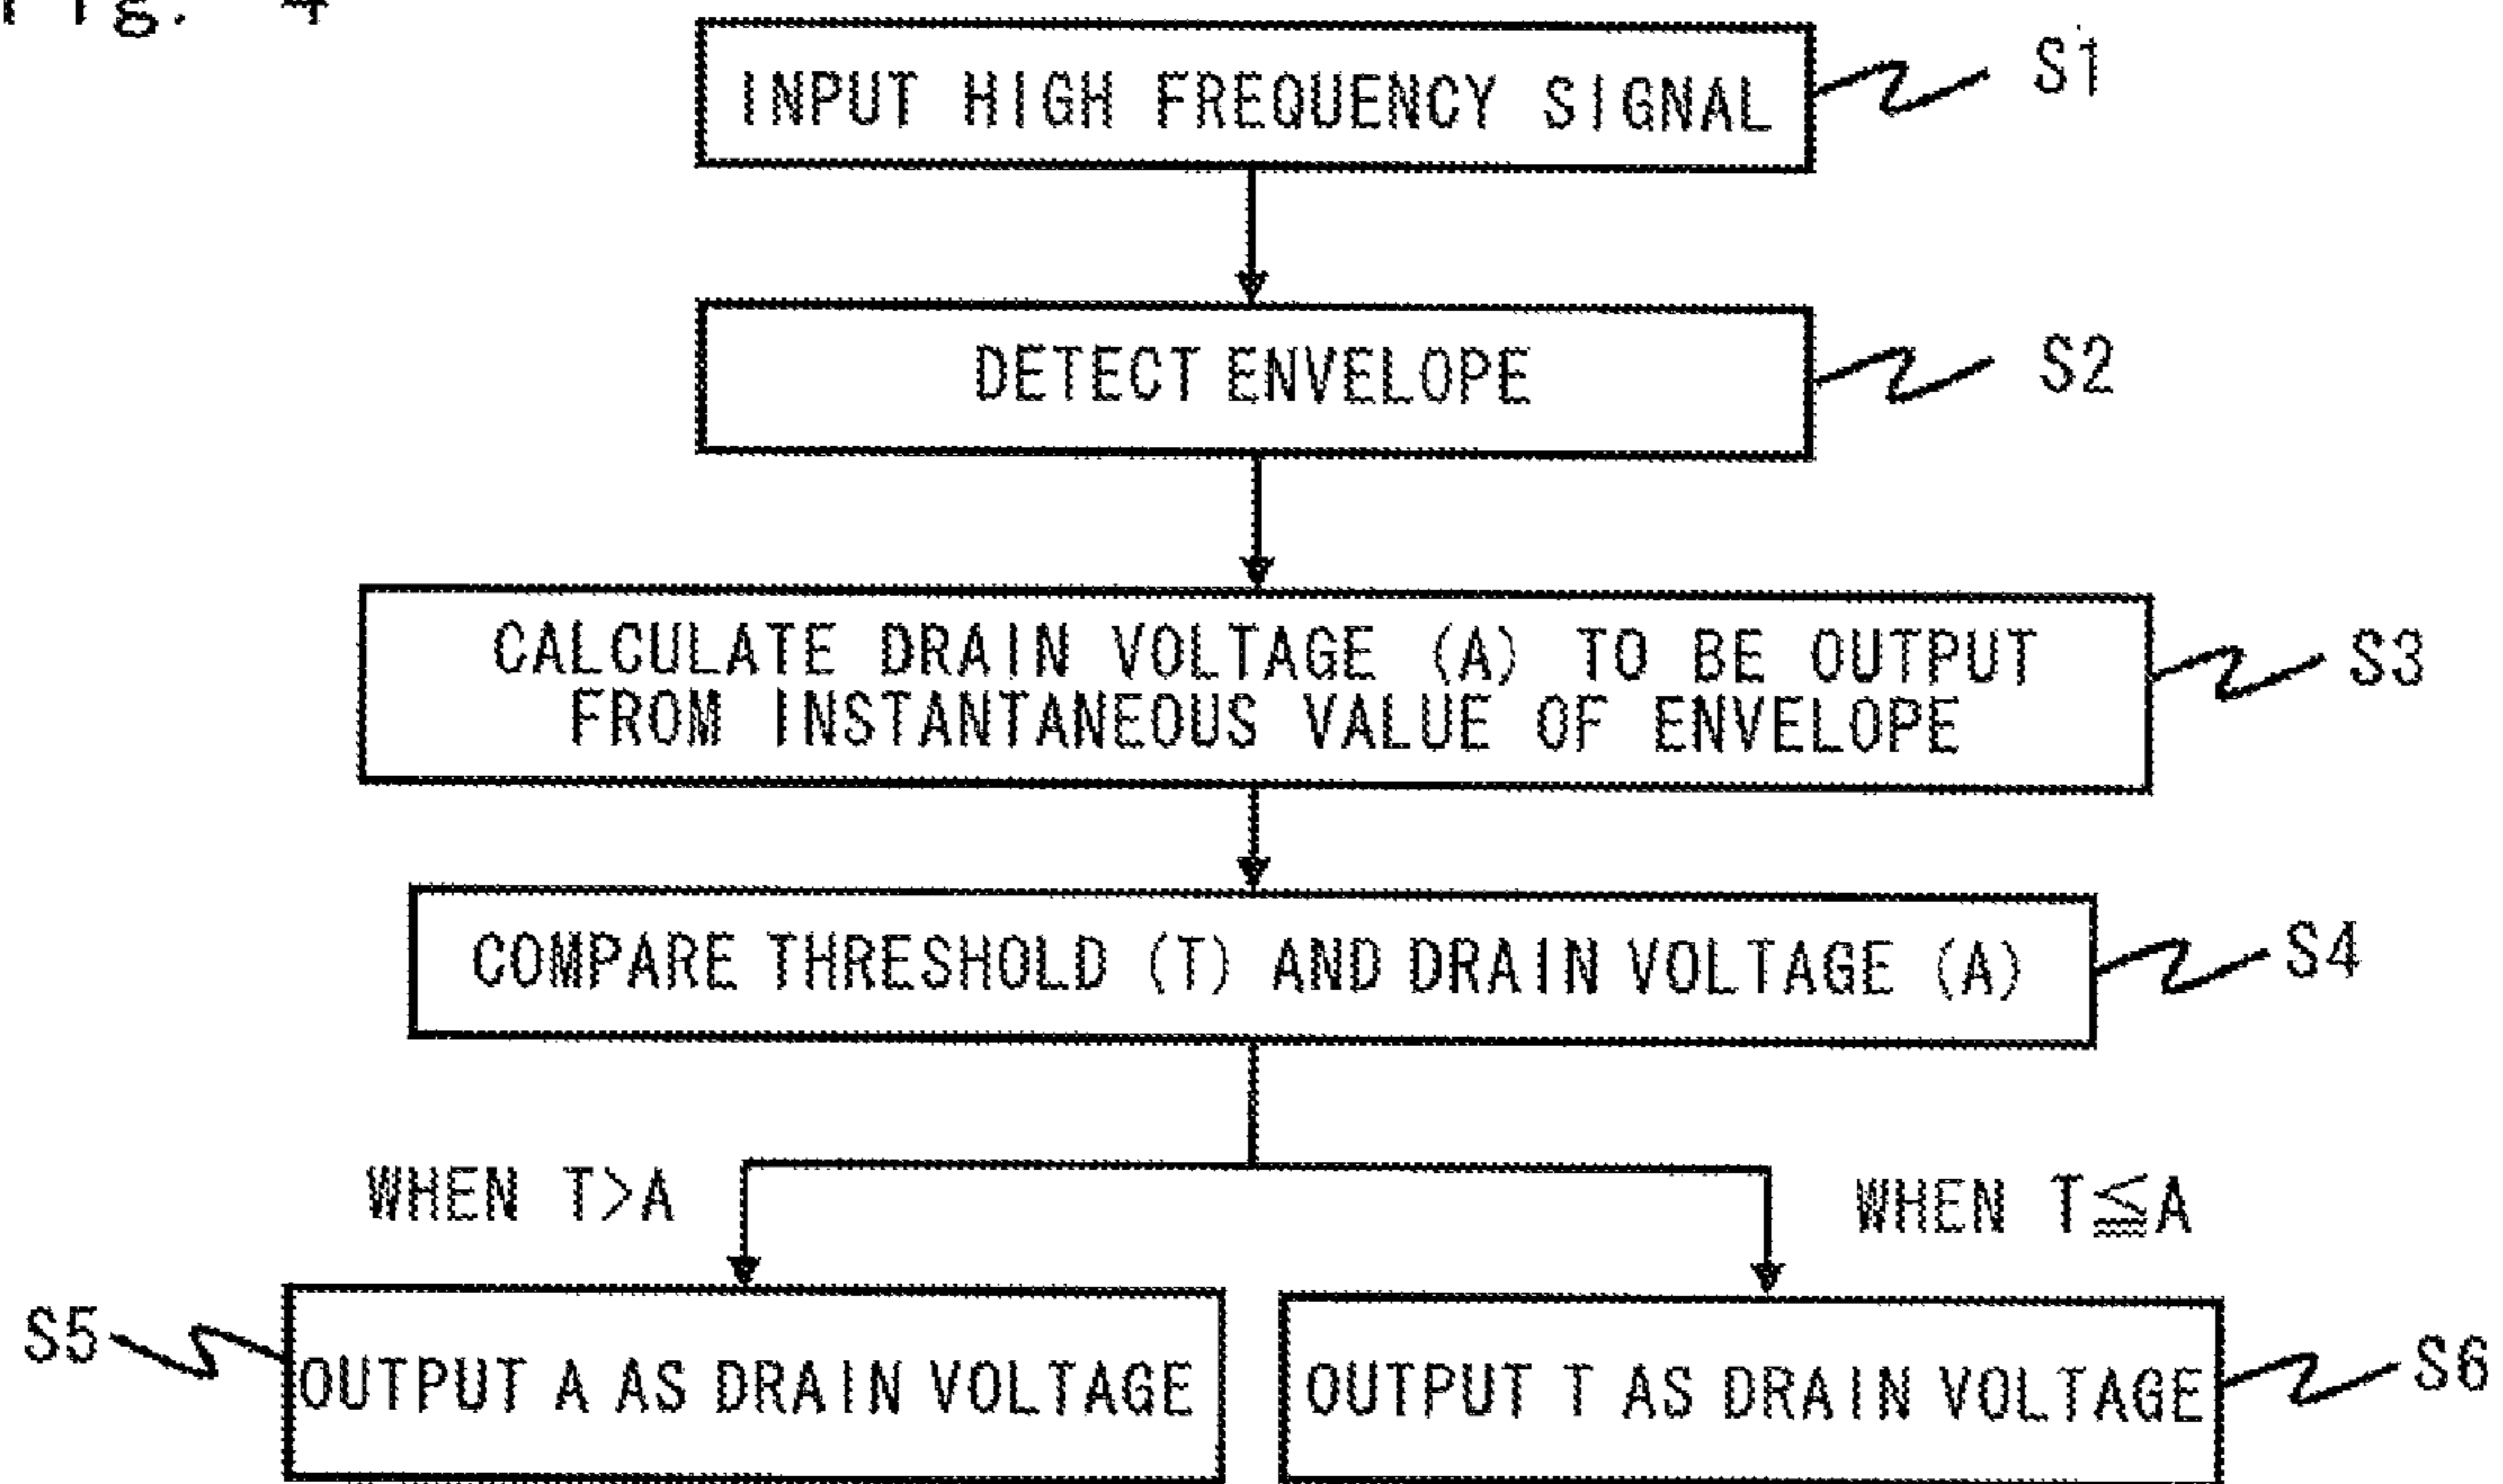 Fig. 4
INPUT HIGH FREQUENCY SIGNAL
S1
DETECT ENVELOPE
S2
CALCULATE DRAIN VOLTAGE (A) TO BE OUTPUT
FROM INSTANTANEOUS VALUE OF ENVELOPE
S3
COMPARE THRESHOLD (T) AND DRAIN VOLTAGE (A)
S4
WHEN T>A
WHEN T≦A
S5
OUTPUT A AS DRAIN VOLTAGE
OUTPUT T AS DRAIN VOLTAGE
S6